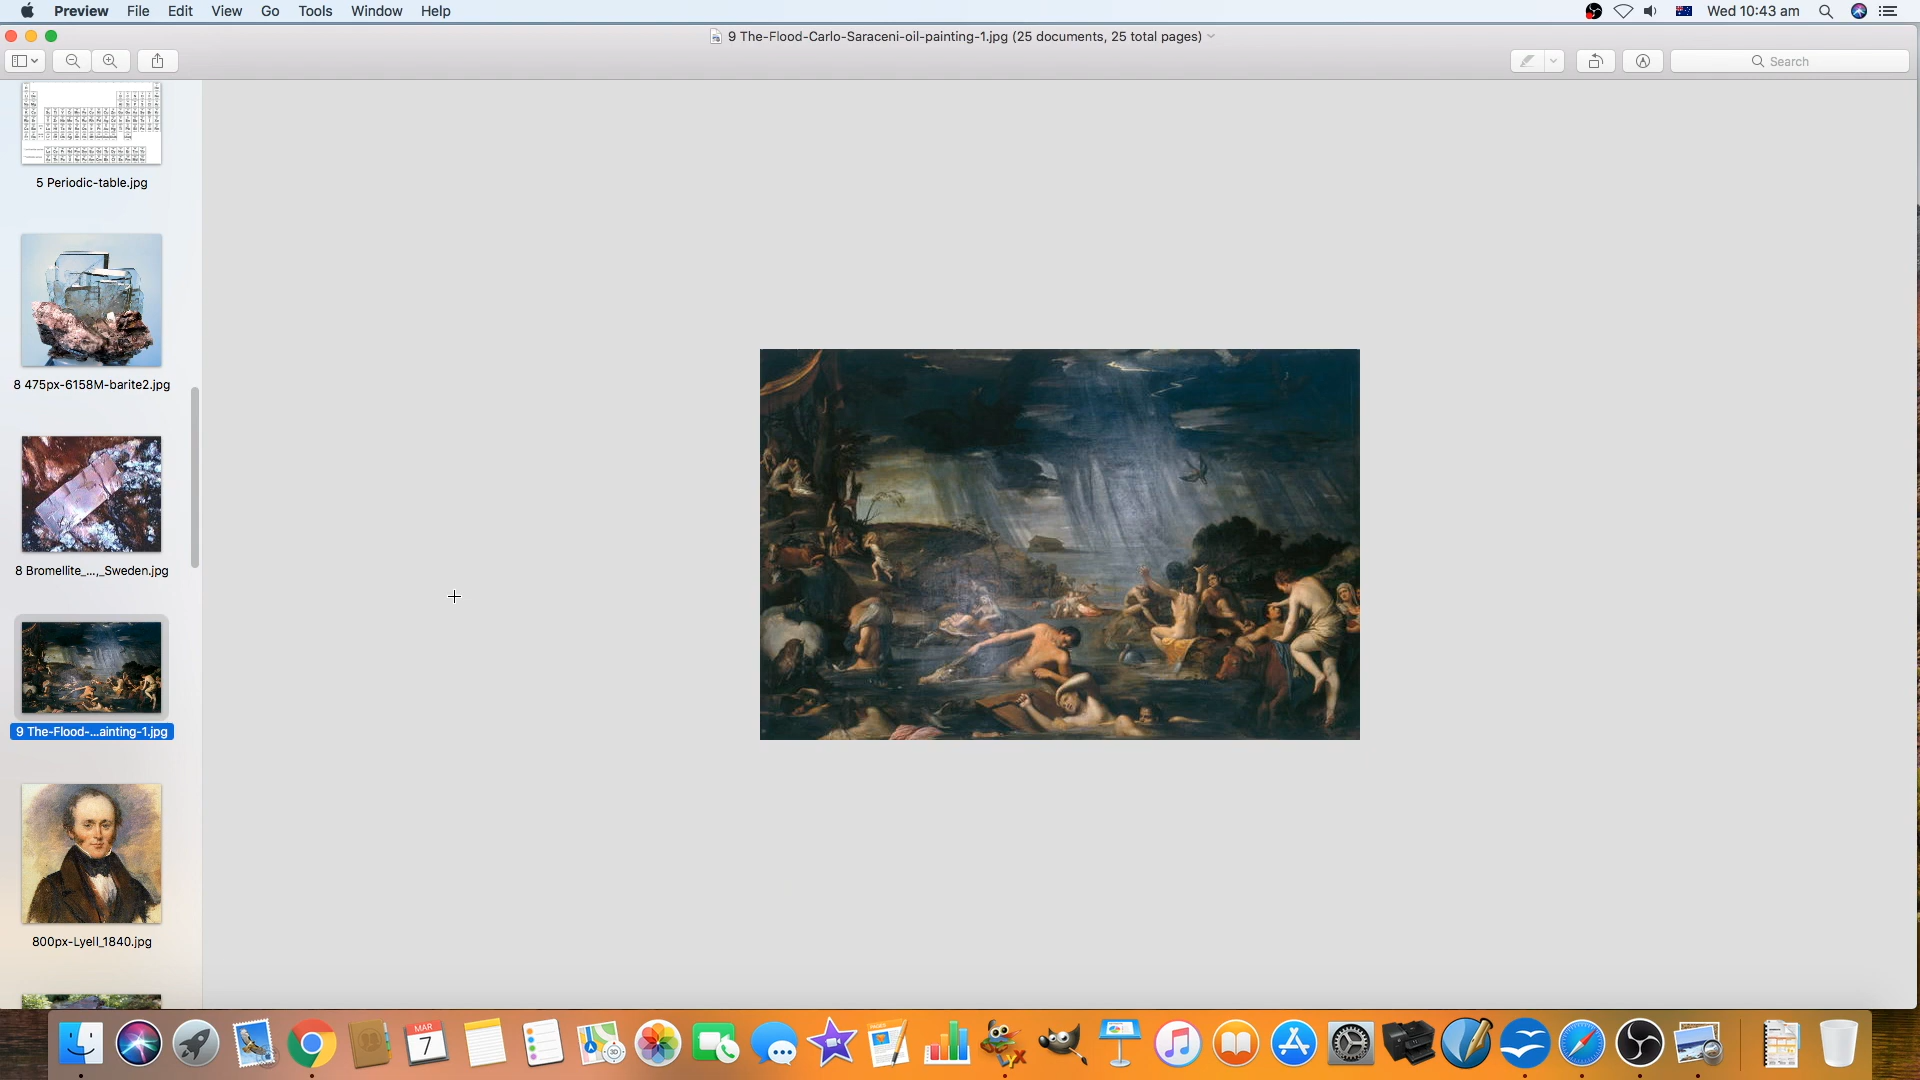 Preview File Edit View Go Tools Window Help
Wed 10:43 am
9 The-Flood-Carlo-Saraceni-oil-painting-1.jpg (25 documents, 25 total pages)
Search
5 Periodic-table.jpg
8 475px-6158M-barite2.jpg
8 Bromellite_...,_Sweden.jpg
9 The-Flood-...ainting-1.jpg
800px-Lyell_1840.jpg
MAR
7
PAGES
LYX